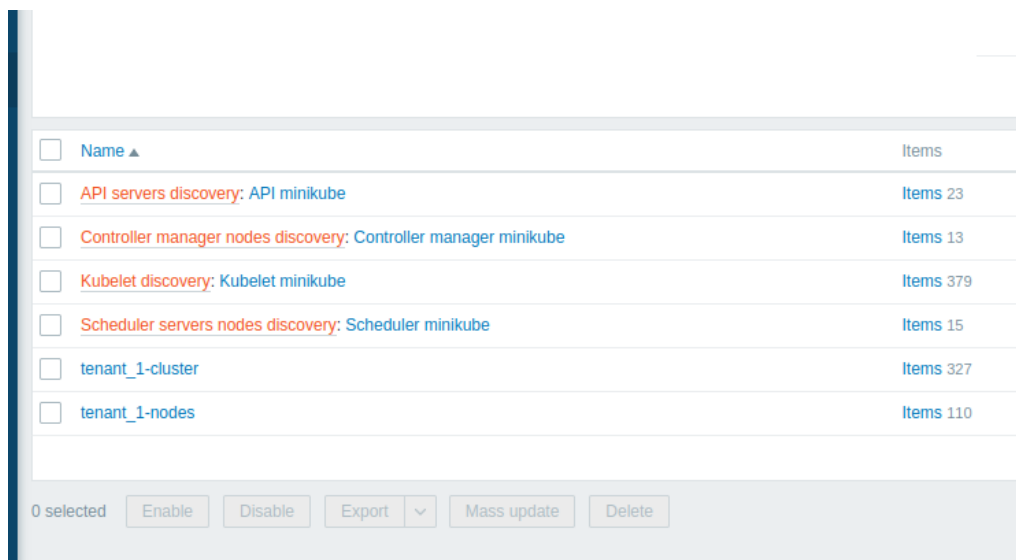 Name ▲ Items
API servers discovery: API minikube Items 23
Controller manager nodes discovery: Controller manager minikube Items 13
Kubelet discovery: Kubelet minikube Items 379
Scheduler servers nodes discovery: Scheduler minikube Items 15
tenant_1-cluster Items 327
tenant_1-nodes Items 110
0 selected Enable Disable Export Mass update Delete